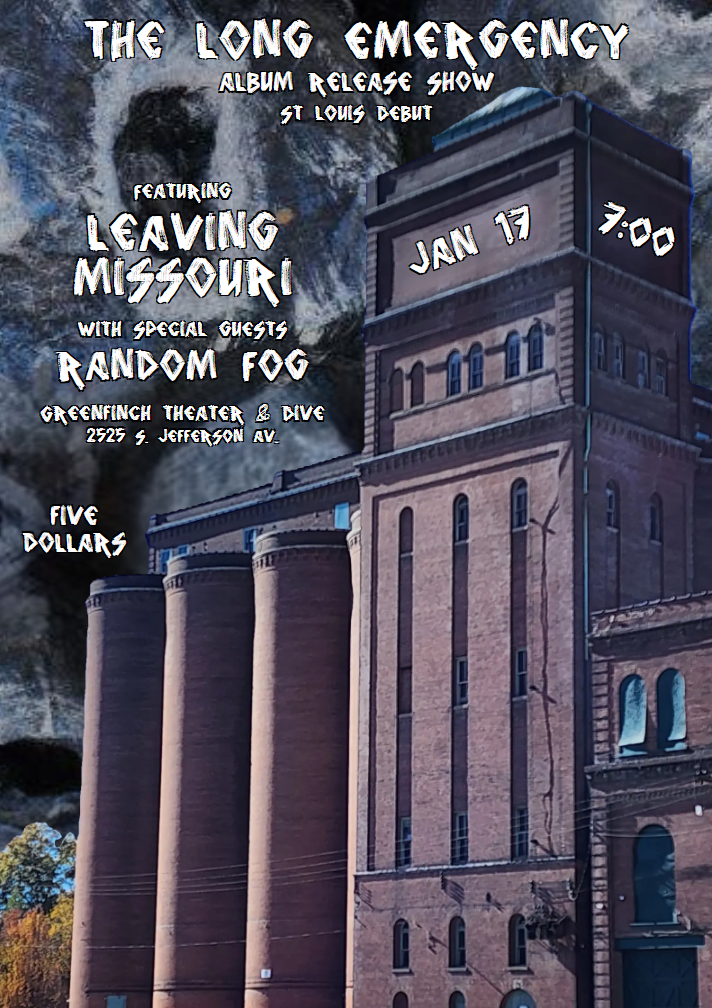 THE LONG EMERGENCY
ALBUM RELEASE SHOW
ST LOUIS DEBUT
FEATURING
LEAVING
MISSOURI
WITH SPECIAL GUESTS
RANDOM FOG
GREENFINCH THEATER & DIVE
2525 S. JEFFERSON AV.
JAN 17
7:00
FIVE
DOLLARS